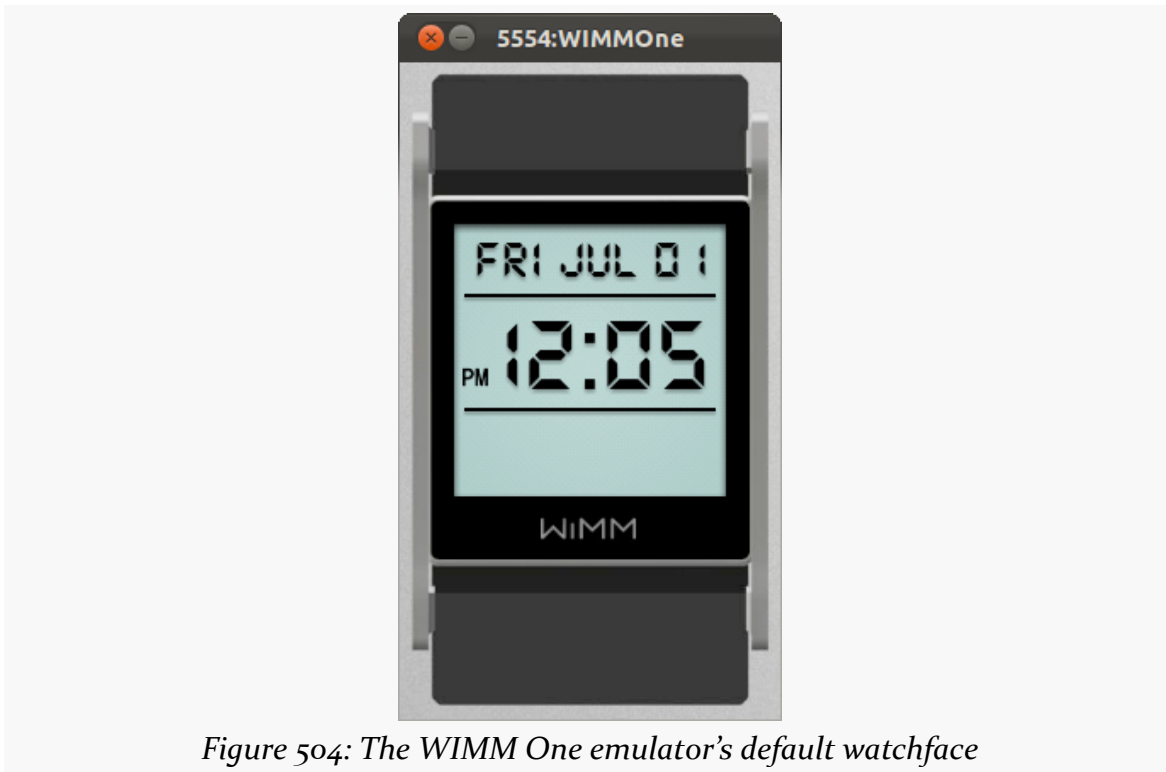 5554:WIMMOne
FRI JUL 01
PM 12:05
WiMM
Figure 504: The WIMM One emulator’s default watchface